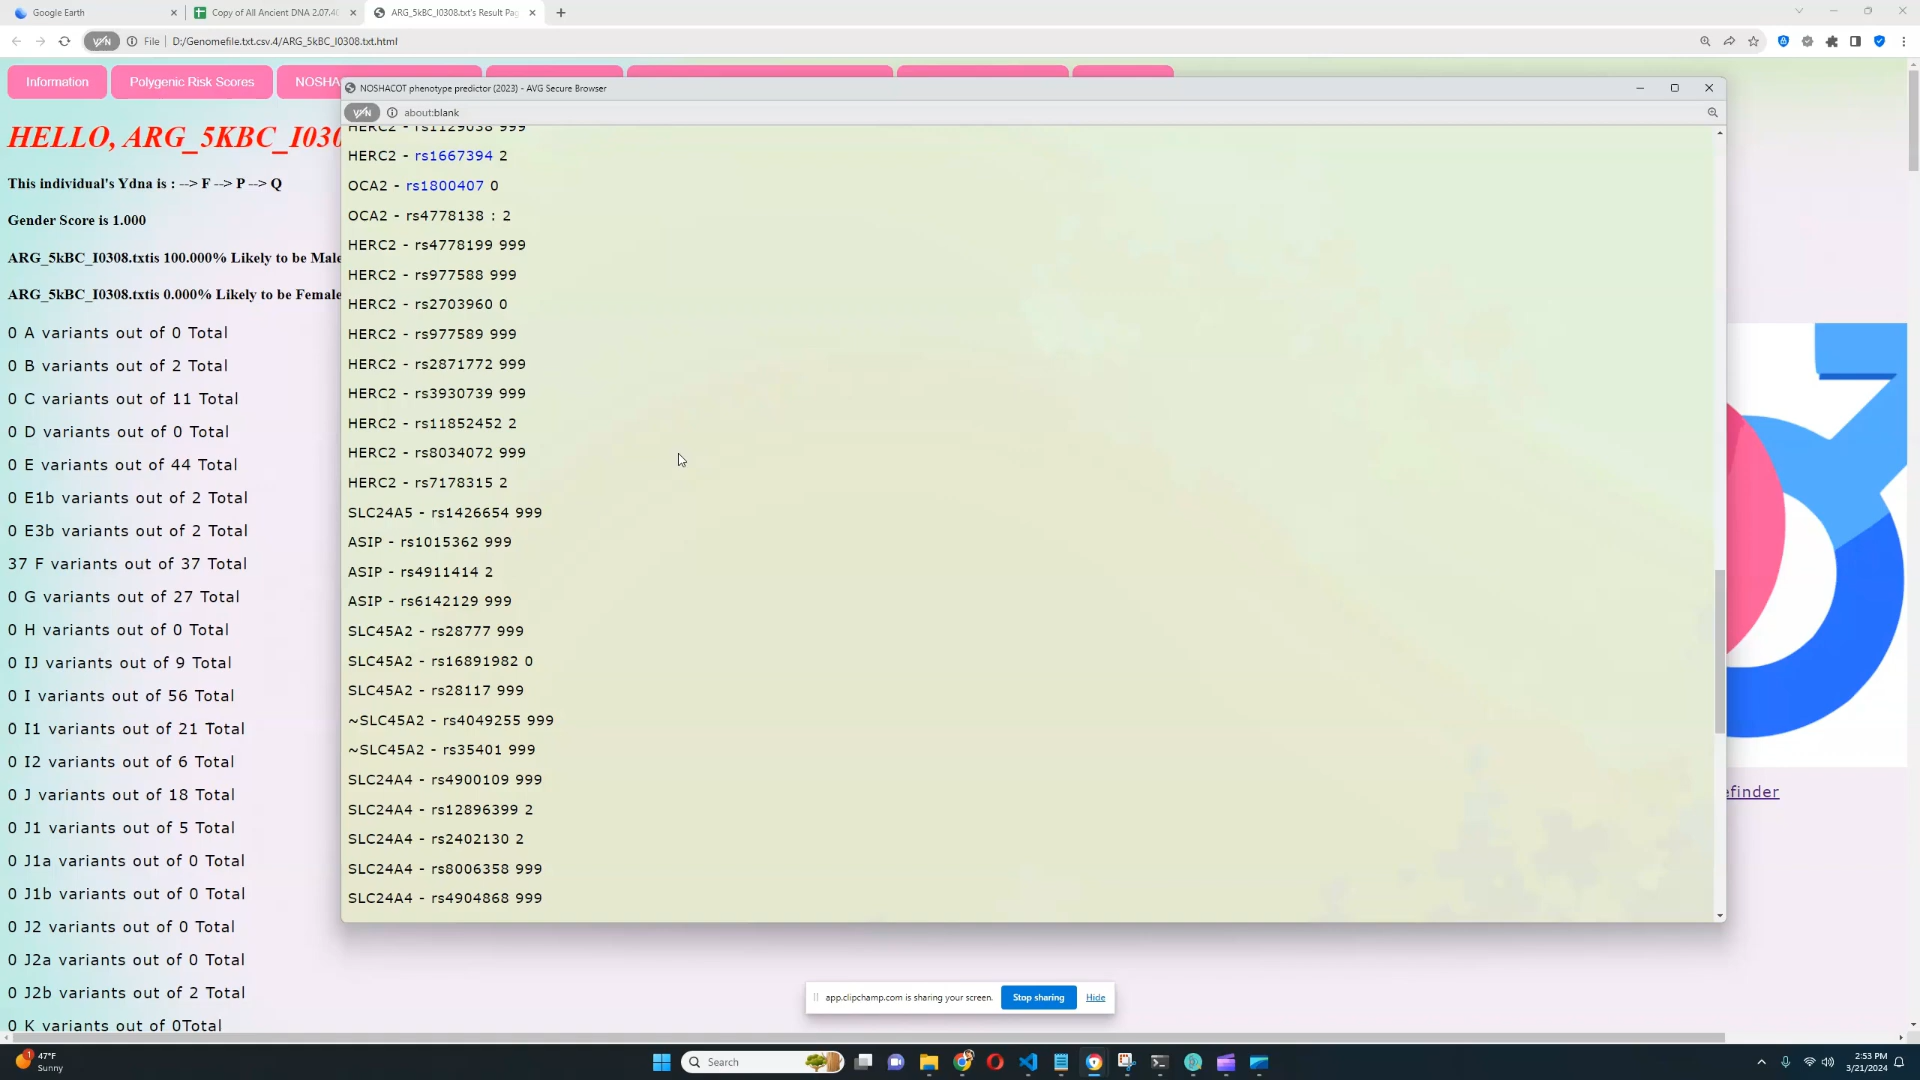 Google Earth
Copy of All Ancient DNA 2.07.40
ARG_5kBC_I0308.txt's Result Pag
File D:/Genomefile.txt.csv.4/ARG_5kBC_I0308.txt.html
Information
Polygenic Risk Scores
NOSHA
HELLO, ARG_5KBC_I030
This individual's Ydna is : --> F --> P --> Q
Gender Score is 1.000
ARG_5kBC_I0308.txtis 100.000% Likely to be Male
ARG_5kBC_I0308.txtis 0.000% Likely to be Female
0 A variants out of 0 Total
0 B variants out of 2 Total
0 C variants out of 11 Total
0 D variants out of 0 Total
0 E variants out of 44 Total
0 E1b variants out of 2 Total
0 E3b variants out of 2 Total
37 F variants out of 37 Total
0 G variants out of 27 Total
0 H variants out of 0 Total
0 IJ variants out of 9 Total
0 I variants out of 56 Total
0 I1 variants out of 21 Total
0 I2 variants out of 6 Total
0 J variants out of 18 Total
0 J1 variants out of 5 Total
0 J1a variants out of 0 Total
0 J1b variants out of 0 Total
0 J2 variants out of 0 Total
0 J2a variants out of 0 Total
0 J2b variants out of 2 Total
0 K variants out of 0Total
NOSHACOT phenotype predictor (2023) - AVG Secure Browser
about:blank
HERC2 - rs1129038 999
HERC2 - rs1667394 2
OCA2 - rs1800407 0
OCA2 - rs4778138 : 2
HERC2 - rs4778199 999
HERC2 - rs977588 999
HERC2 - rs2703960 0
HERC2 - rs977589 999
HERC2 - rs2871772 999
HERC2 - rs3930739 999
HERC2 - rs11852452 2
HERC2 - rs8034072 999
HERC2 - rs7178315 2
SLC24A5 - rs1426654 999
ASIP - rs1015362 999
ASIP - rs4911414 2
ASIP - rs6142129 999
SLC45A2 - rs28777 999
SLC45A2 - rs16891982 0
SLC45A2 - rs28117 999
~SLC45A2 - rs4049255 999
~SLC45A2 - rs35401 999
SLC24A4 - rs4900109 999
SLC24A4 - rs12896399 2
SLC24A4 - rs2402130 2
SLC24A4 - rs8006358 999
SLC24A4 - rs4904868 999
efinder
app.clipchamp.com is sharing your screen.
Stop sharing
Hide
47°F
Sunny
Search
2:53 PM
3/21/2024